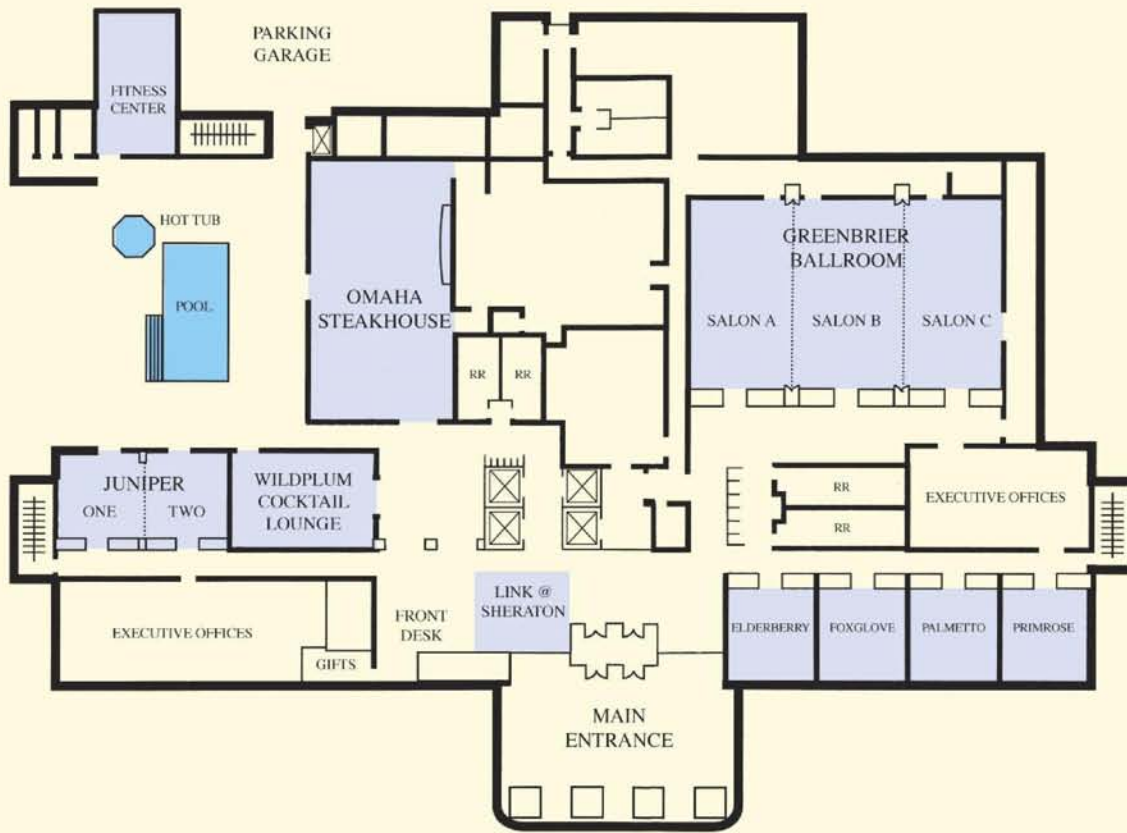 PARKING
GARAGE
FITNESS
CENTER
HOT TUB
POOL
OMAHA
STEAKHOUSE
GREENBRIER
BALLROOM
SALON A
SALON B
SALON C
RR
RR
JUNIPER
ONE
TWO
WILDPLUM
COCKTAIL
LOUNGE
RR
RR
EXECUTIVE OFFICES
EXECUTIVE OFFICES
GIFTS
FRONT
DESK
LINK @
SHERATON
ELDERBERRY
FOXGLOVE
PALMETTO
PRIMROSE
MAIN
ENTRANCE